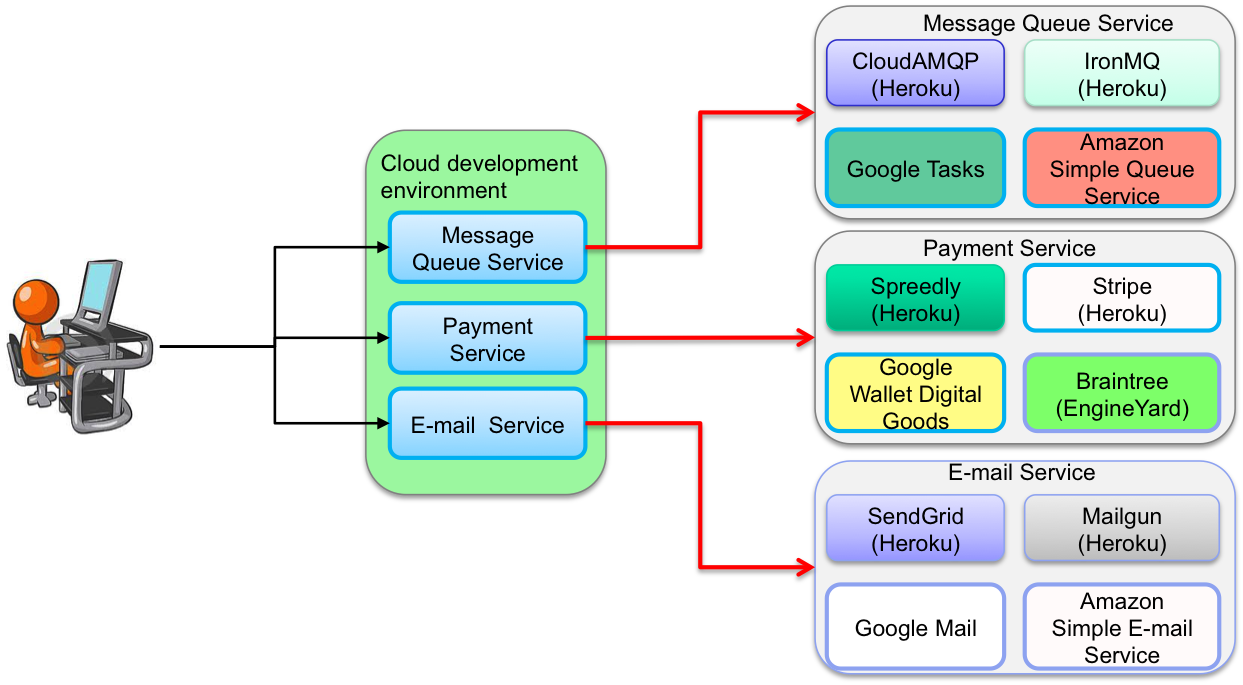 Cloud development
environment
Message
Queue Service
Payment
Service
E-mail Service
Message Queue Service
CloudAMQP
(Heroku)
IronMQ
(Heroku)
Google Tasks
Amazon
Simple Queue
Service
Payment Service
Spreedly
(Heroku)
Stripe
(Heroku)
Google
Wallet Digital
Goods
Braintree
(EngineYard)
E-mail Service
SendGrid
(Heroku)
Mailgun
(Heroku)
Google Mail
Amazon
Simple E-mail
Service